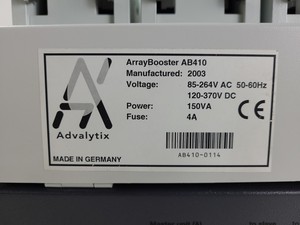 ArrayBooster AB410
Manufactured: 2003
Voltage: 85-264V AC 50-60Hz
120-370V DC
Power: 150VA
Fuse: 4A
Advalytix
MADE IN GERMANY
CE
AB410-0114